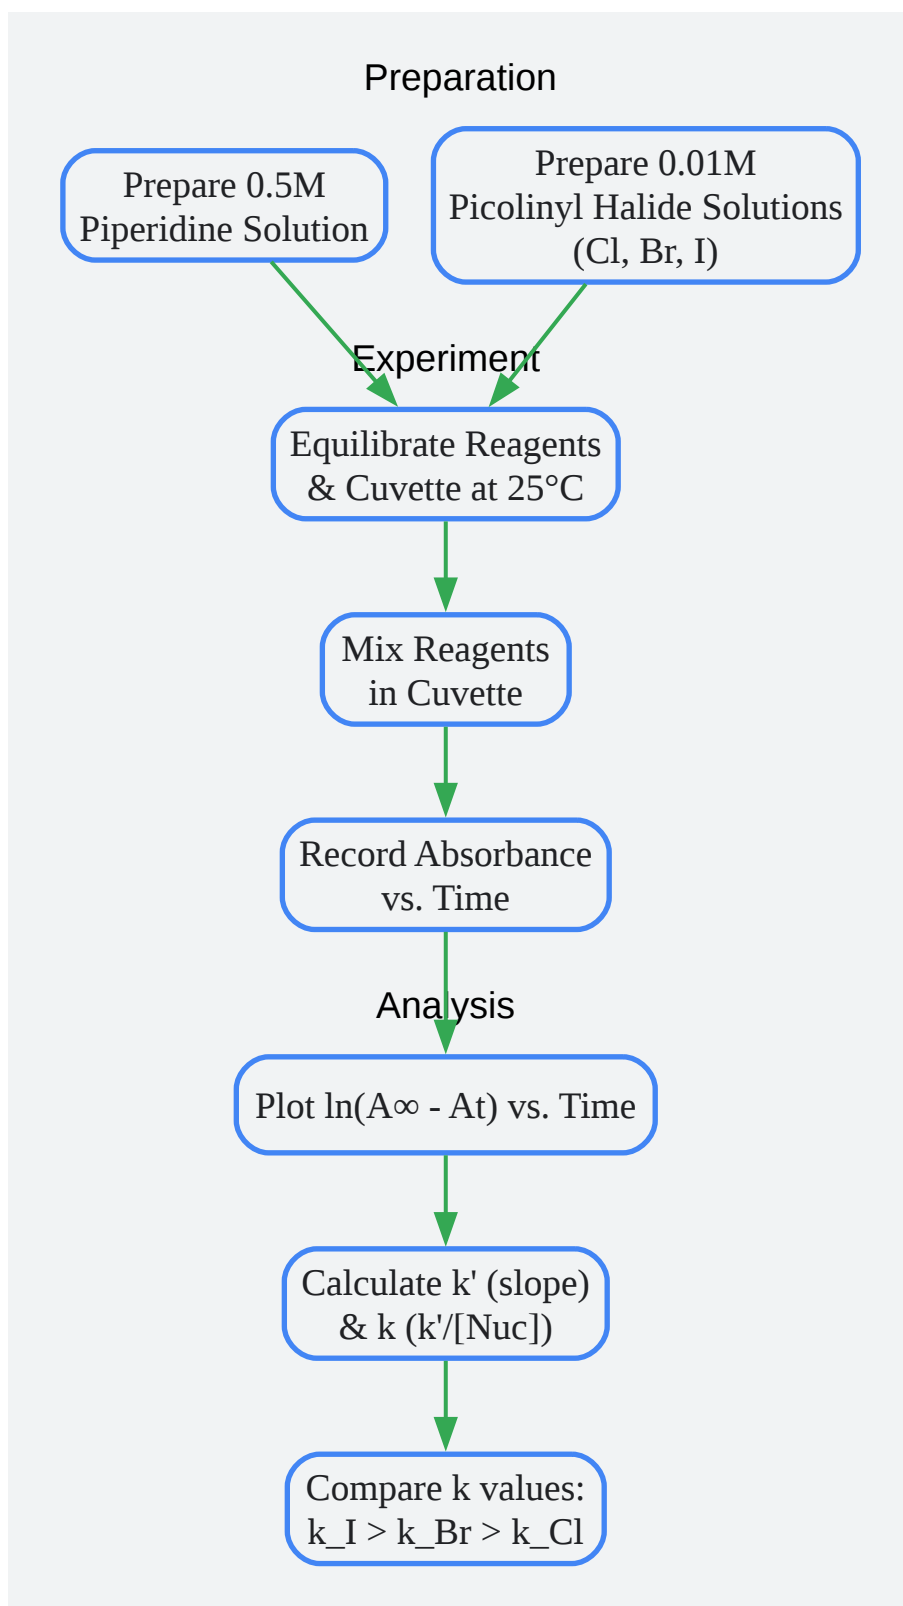 Preparation
Prepare 0.5M
Piperidine Solution
Prepare 0.01M
Picolinyl Halide Solutions
(Cl, Br, I)
Experiment
Equilibrate Reagents
& Cuvette at 25°C
Mix Reagents
in Cuvette
Record Absorbance
vs. Time
Analysis
Plot ln(A∞ - At) vs. Time
Calculate k' (slope)
& k (k'/[Nuc])
Compare k values:
k_I > k_Br > k_Cl